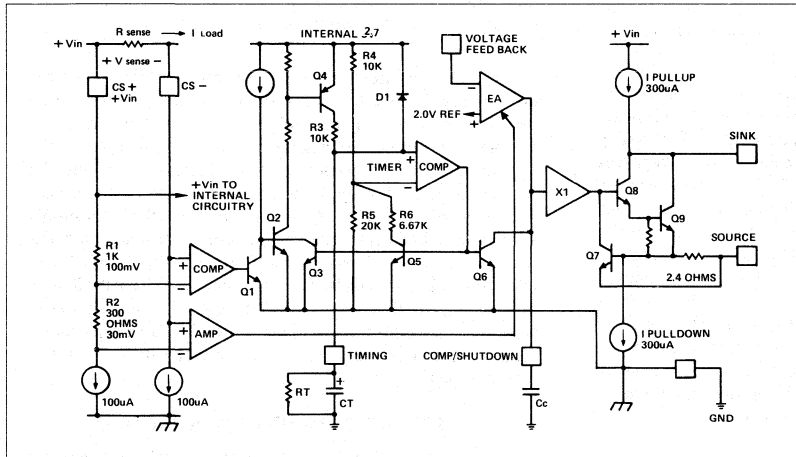 R sense → I Load
INTERNAL 2.7
VOLTAGE
FEED BACK
+ Vin
+ Vin
+ V sense -
CS +
+Vin
CS -
Q4
R4
10K
D1
R3
10K
-
EA
+
2.0V REF
I PULLUP
300uA
SINK
TIMER
+
COMP
-
+Vin TO
INTERNAL
CIRCUITRY
X1
Q8
Q9
R1
1K
100mV
Q2
R5
20K
R6
6.67K
Q3
Q5
Q6
Q7
SOURCE
2.4 OHMS
+
COMP
-
Q1
R2
300
OHMS
30mV
+
AMP
-
TIMING
COMP/SHUTDOWN
I PULLDOWN
300uA
RT
+
CT
Cc
GND
100uA
100uA